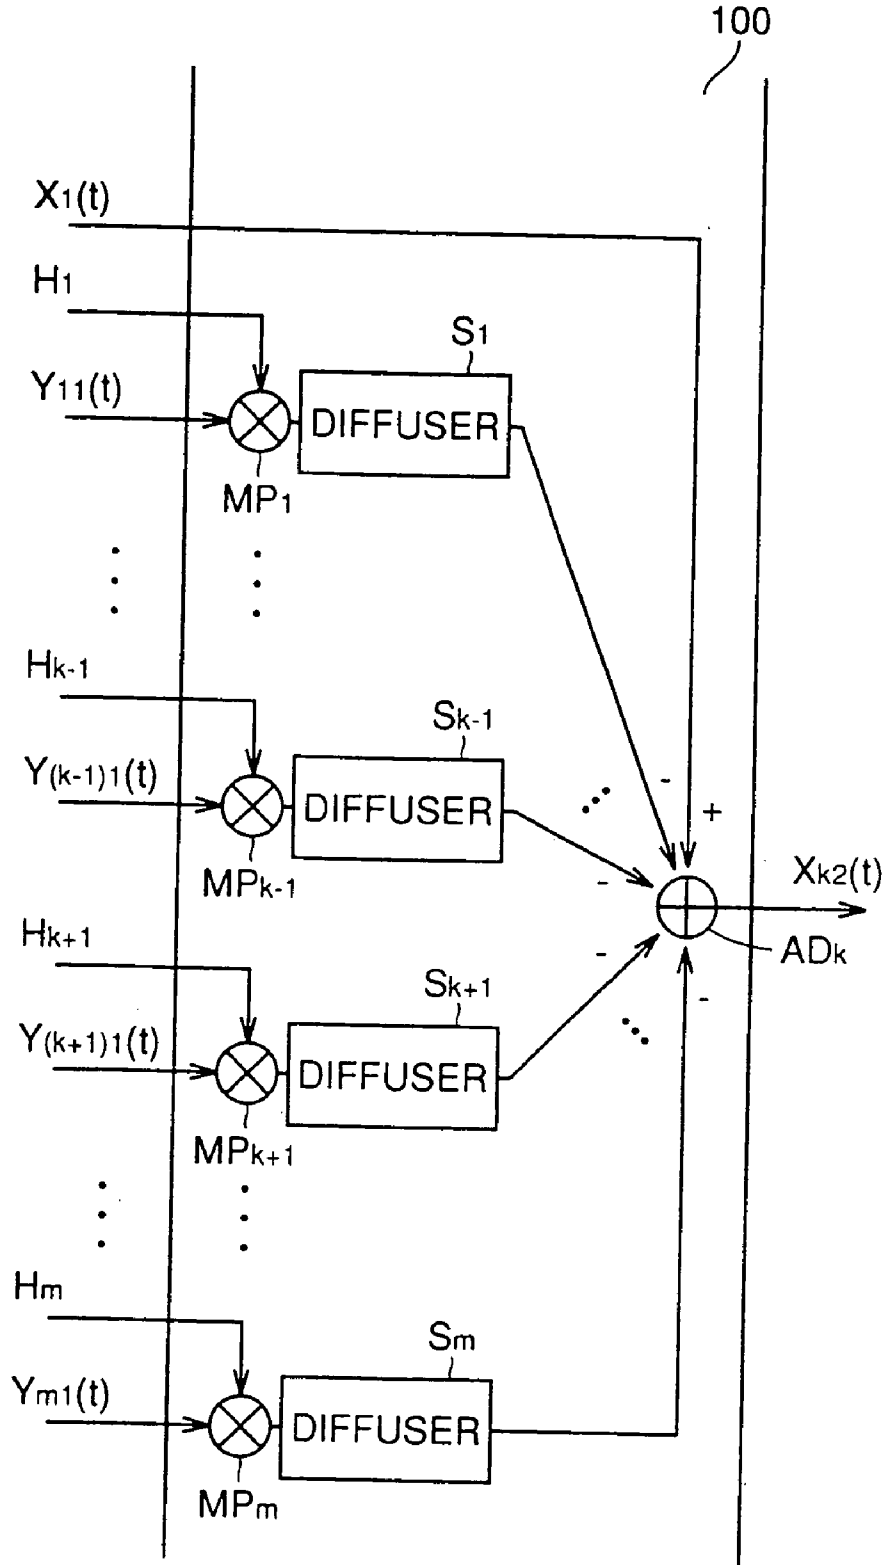 100
X1(t)
H1
S1
Y11(t)
DIFFUSER
MP1
Hk-1
Sk-1
Y(k-1)1(t)
DIFFUSER
-
+
MPk-1
-
Xk2(t)
Hk+1
-
ADk
Sk+1
-
Y(k+1)1(t)
DIFFUSER
MPk+1
Hm
Sm
Ym1(t)
DIFFUSER
MPm